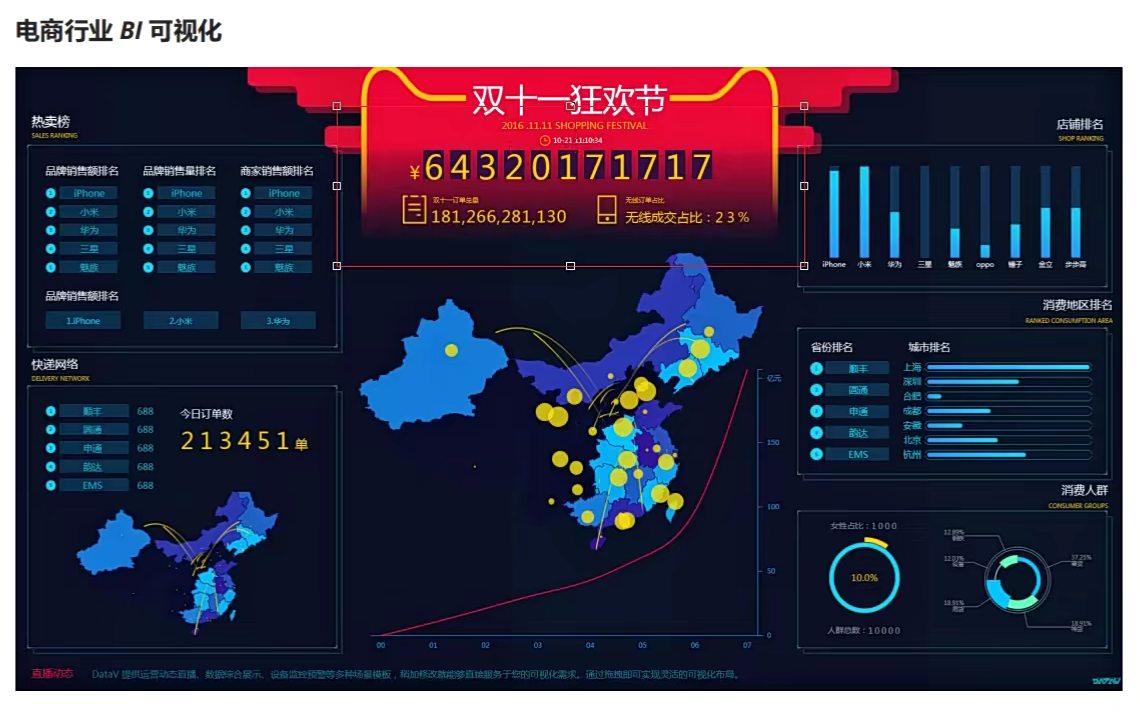 电商行业 BI 可视化
双十一狂欢节
2016 .11.11 SHOPPING FESTIVAL
10-21 11:10:34
¥64320171717
双十一订单总量
181,266,281,130
无线订单占比
无线成交占比：23%
热卖榜
SALES RANKING
品牌销售额排名 品牌销售量排名 商家销售额排名
1 iPhone 1 iPhone 1 iPhone
2 小米 2 小米 2 小米
3 华为 3 华为 3 华为
4 三星 4 三星 4 三星
5 魅族 5 魅族 5 魅族
品牌销售额排名
1.iPhone 2.小米 3.华为
快递网络
DELIVERY NETWORK
1 顺丰 688
2 圆通 688
3 申通 688
4 韵达 688
5 EMS 688
今日订单数
213451单
亿元
150
100
50
0
00 01 02 03 04 05 06 07
店铺排名
SHOP RANKING
iPhone 小米 华为 三星 魅族 oppo 锤子 金立 步步高
消费地区排名
RANKED CONSUMPTION AREA
省份排名 城市排名
1 顺丰
2 圆通
3 申通
4 韵达
5 EMS
上海
深圳
合肥
成都
安徽
北京
杭州
消费人群
CONSUMER GROUPS
女性占比：1000
10.0%
人群总数：10000
12.89%
12.03%
18.91%
37.25%
18.91%
直播动态 DataV 提供运营动态直播、数据综合展示、设备监控预警等多种场景模板，稍加修改就能够直接服务于您的可视化需求。通过拖拽即可实现灵活的可视化布局。